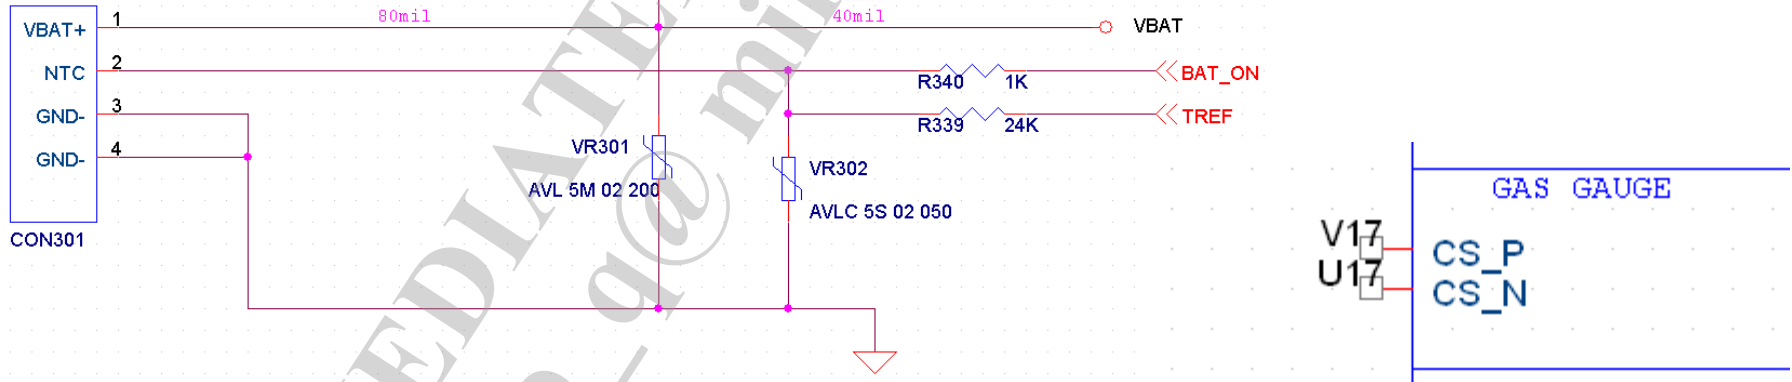 VBAT+ 1 80mil 40mil VBAT
NTC 2 R340 1K BAT_ON
GND- 3 R339 24K TREF
GND- 4
VR301
AVL 5M 02 200
VR302
AVLC 5S 02 050
CON301
GAS GAUGE
V17 CS_P
U17 CS_N